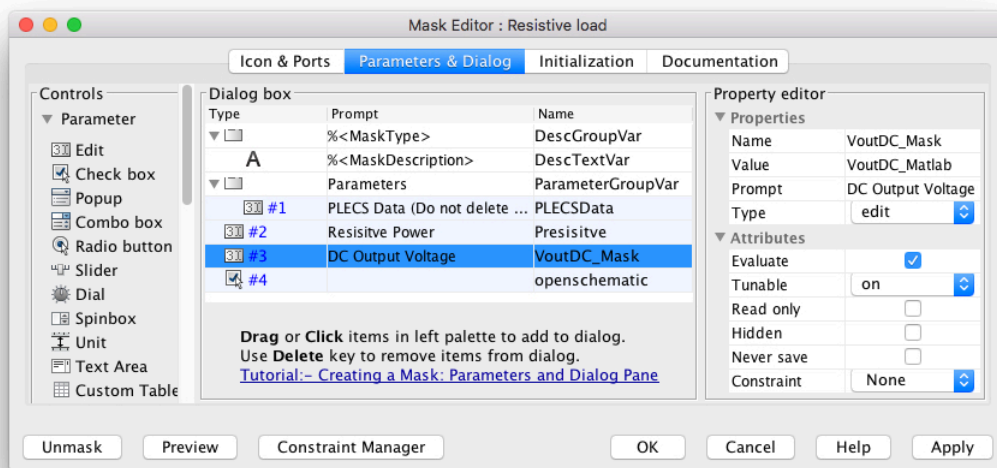 Mask Editor : Resistive load
Icon & Ports Parameters & Dialog Initialization Documentation
Controls
Parameter
Edit
Check box
Popup
Combo box
Radio button
Slider
Dial
Spinbox
Unit
Text Area
Custom Table
Dialog box
Type Prompt Name
%<MaskType> DescGroupVar
A %<MaskDescription> DescTextVar
Parameters ParameterGroupVar
#1 PLECS Data (Do not delete ... PLECSData
#2 Resisitve Power Presisitve
#3 DC Output Voltage VoutDC_Mask
#4 openschematic
Drag or Click items in left palette to add to dialog.
Use Delete key to remove items from dialog.
Tutorial:- Creating a Mask: Parameters and Dialog Pane
Property editor
Properties
Name VoutDC_Mask
Value VoutDC_Matlab
Prompt DC Output Voltage
Type edit
Attributes
Evaluate
Tunable on
Read only
Hidden
Never save
Constraint None
Unmask Preview Constraint Manager OK Cancel Help Apply